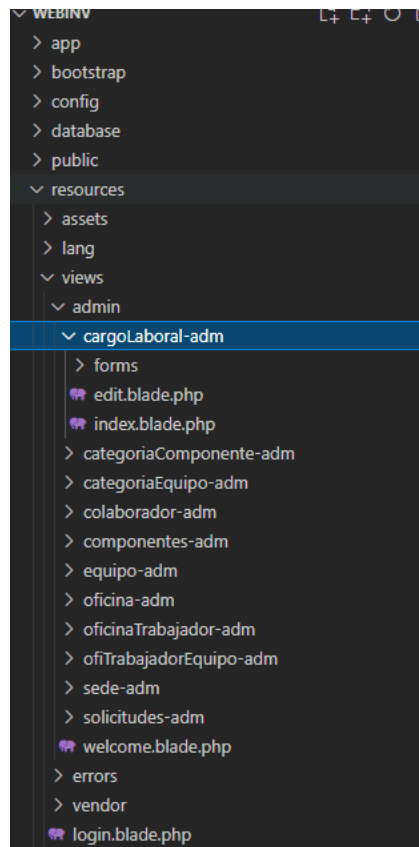 WEBINV
app
bootstrap
config
database
public
resources
assets
lang
views
admin
cargoLaboral-adm
forms
edit.blade.php
index.blade.php
categoriaComponente-adm
categoriaEquipo-adm
colaborador-adm
componentes-adm
equipo-adm
oficina-adm
oficinaTrabajador-adm
ofiTrabajadorEquipo-adm
sede-adm
solicitudes-adm
welcome.blade.php
errors
vendor
login.blade.php